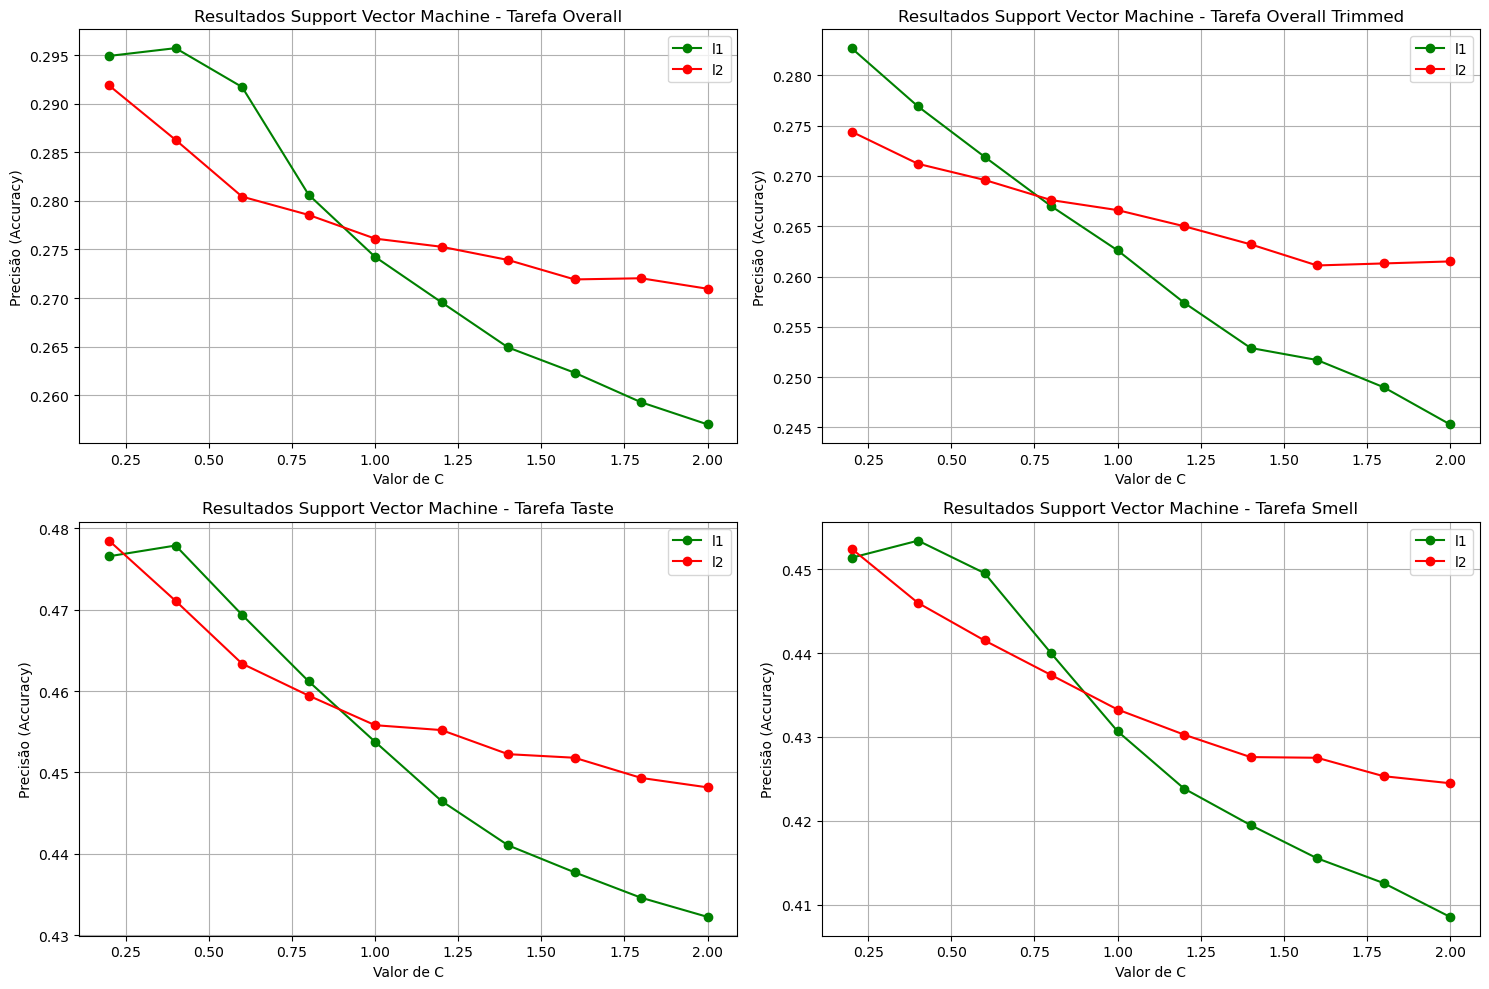 Resultados Support Vector Machine - Tarefa Overall
Precisão (Accuracy)
0.295
0.290
0.285
0.280
0.275
0.270
0.265
0.260
l1
l2
0.25 0.50 0.75 1.00 1.25 1.50 1.75 2.00
Valor de C
Resultados Support Vector Machine - Tarefa Overall Trimmed
Precisão (Accuracy)
0.280
0.275
0.270
0.265
0.260
0.255
0.250
0.245
l1
l2
0.25 0.50 0.75 1.00 1.25 1.50 1.75 2.00
Valor de C
Resultados Support Vector Machine - Tarefa Taste
Precisão (Accuracy)
0.48
0.47
0.46
0.45
0.44
0.43
l1
l2
0.25 0.50 0.75 1.00 1.25 1.50 1.75 2.00
Valor de C
Resultados Support Vector Machine - Tarefa Smell
Precisão (Accuracy)
0.45
0.44
0.43
0.42
0.41
l1
l2
0.25 0.50 0.75 1.00 1.25 1.50 1.75 2.00
Valor de C